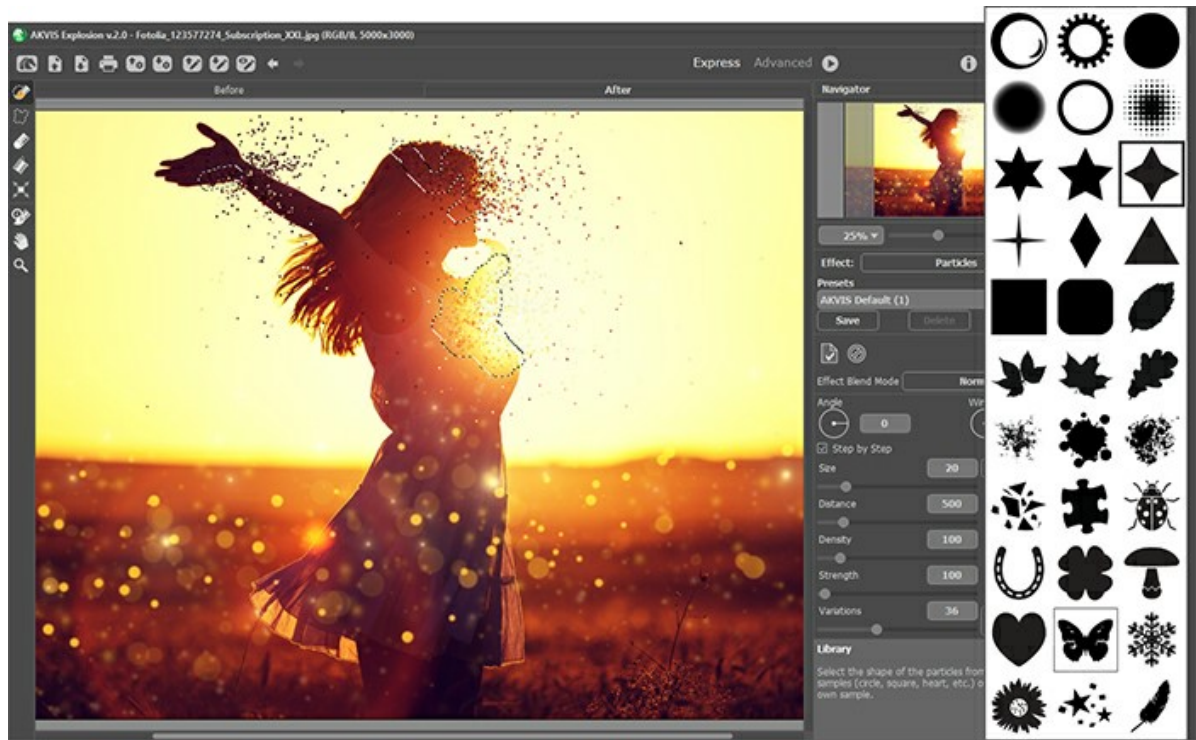 AKVIS Explosion v.2.0 - Fotolia_123577274_Subscription_XXL.jpg (RGB/8, 5000x3000)
Express Advanced
Before After Navigator
25%
Effect: Particles
Presets
AKVIS Default (1)
Save Delete
Effect Blend Mode Norm
Angle Win
0
Step by Step
Size 20
Distance 500
Density 100
Strength 100
Variations 36
Library
Select the shape of the particles from
samples (circle, square, heart, etc.) o
own sample.